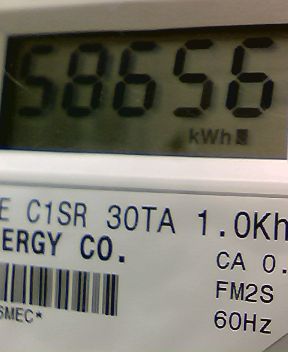 58656
kWh
E C1SR 30TA 1.0Kh
ERGY CO.
CA 0.
FM2S
60Hz
SMEC*